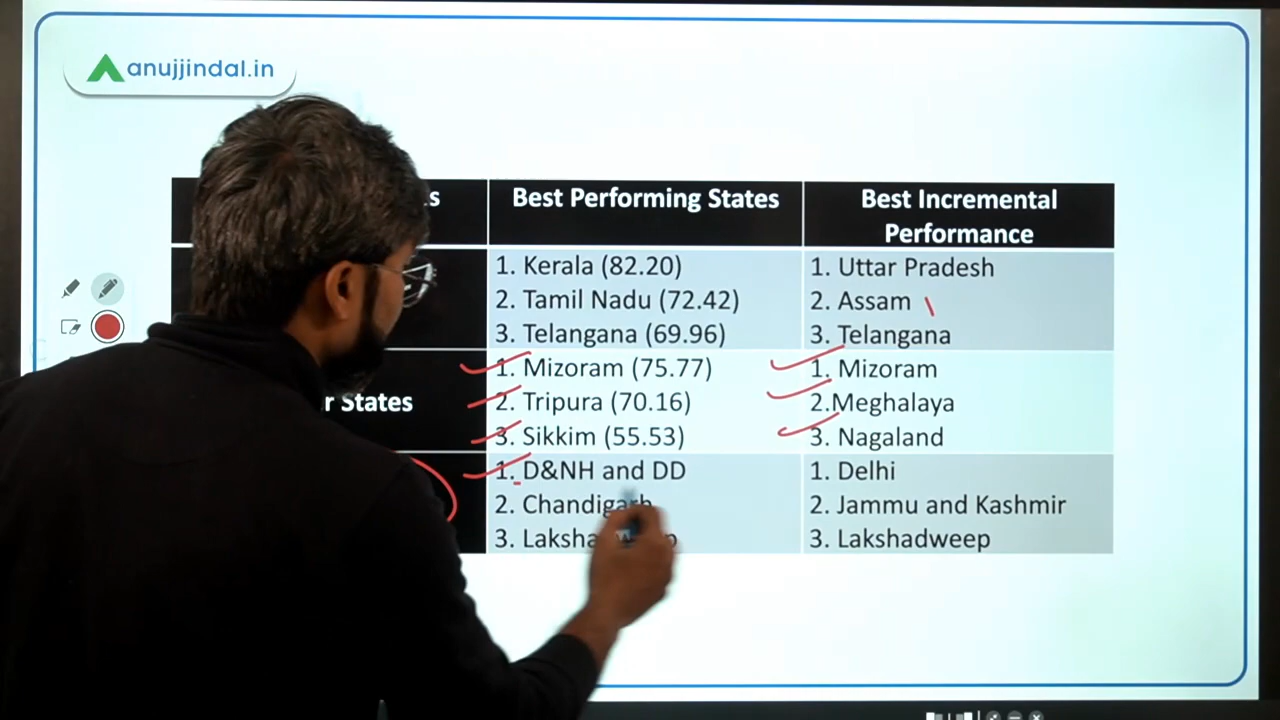 anujjindal.in
Best Performing States
Best Incremental
Performance
1. Kerala (82.20)
2. Tamil Nadu (72.42)
3. Telangana (69.96)
1. Uttar Pradesh
2. Assam
3. Telangana
States
1. Mizoram (75.77)
2. Tripura (70.16)
3. Sikkim (55.53)
1. Mizoram
2.Meghalaya
3. Nagaland
1. D&NH and DD
2. Chandigarh
3.
1. Delhi
2. Jammu and Kashmir
3. Lakshadweep